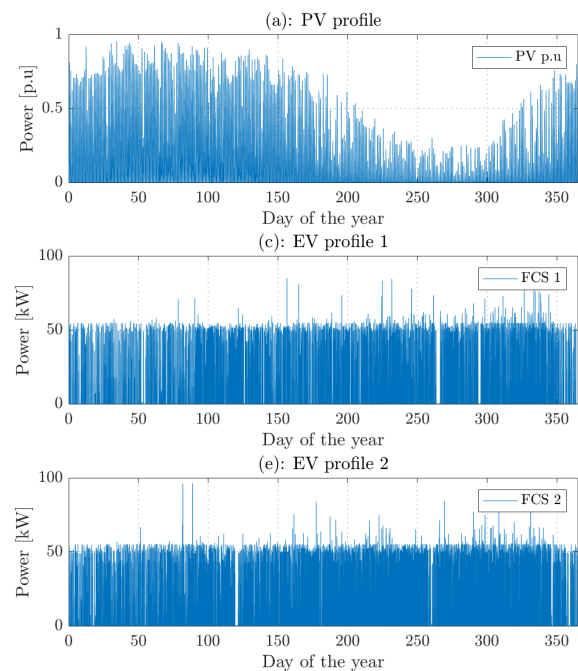 (a): PV profile
PV p.u
Power [p.u]
1
0.5
0
0 50 100 150 200 250 300 350
Day of the year
(c): EV profile 1
FCS 1
Power [kW]
100
50
0
0 50 100 150 200 250 300 350
Day of the year
(e): EV profile 2
FCS 2
Power [kW]
100
50
0
0 50 100 150 200 250 300 350
Day of the year